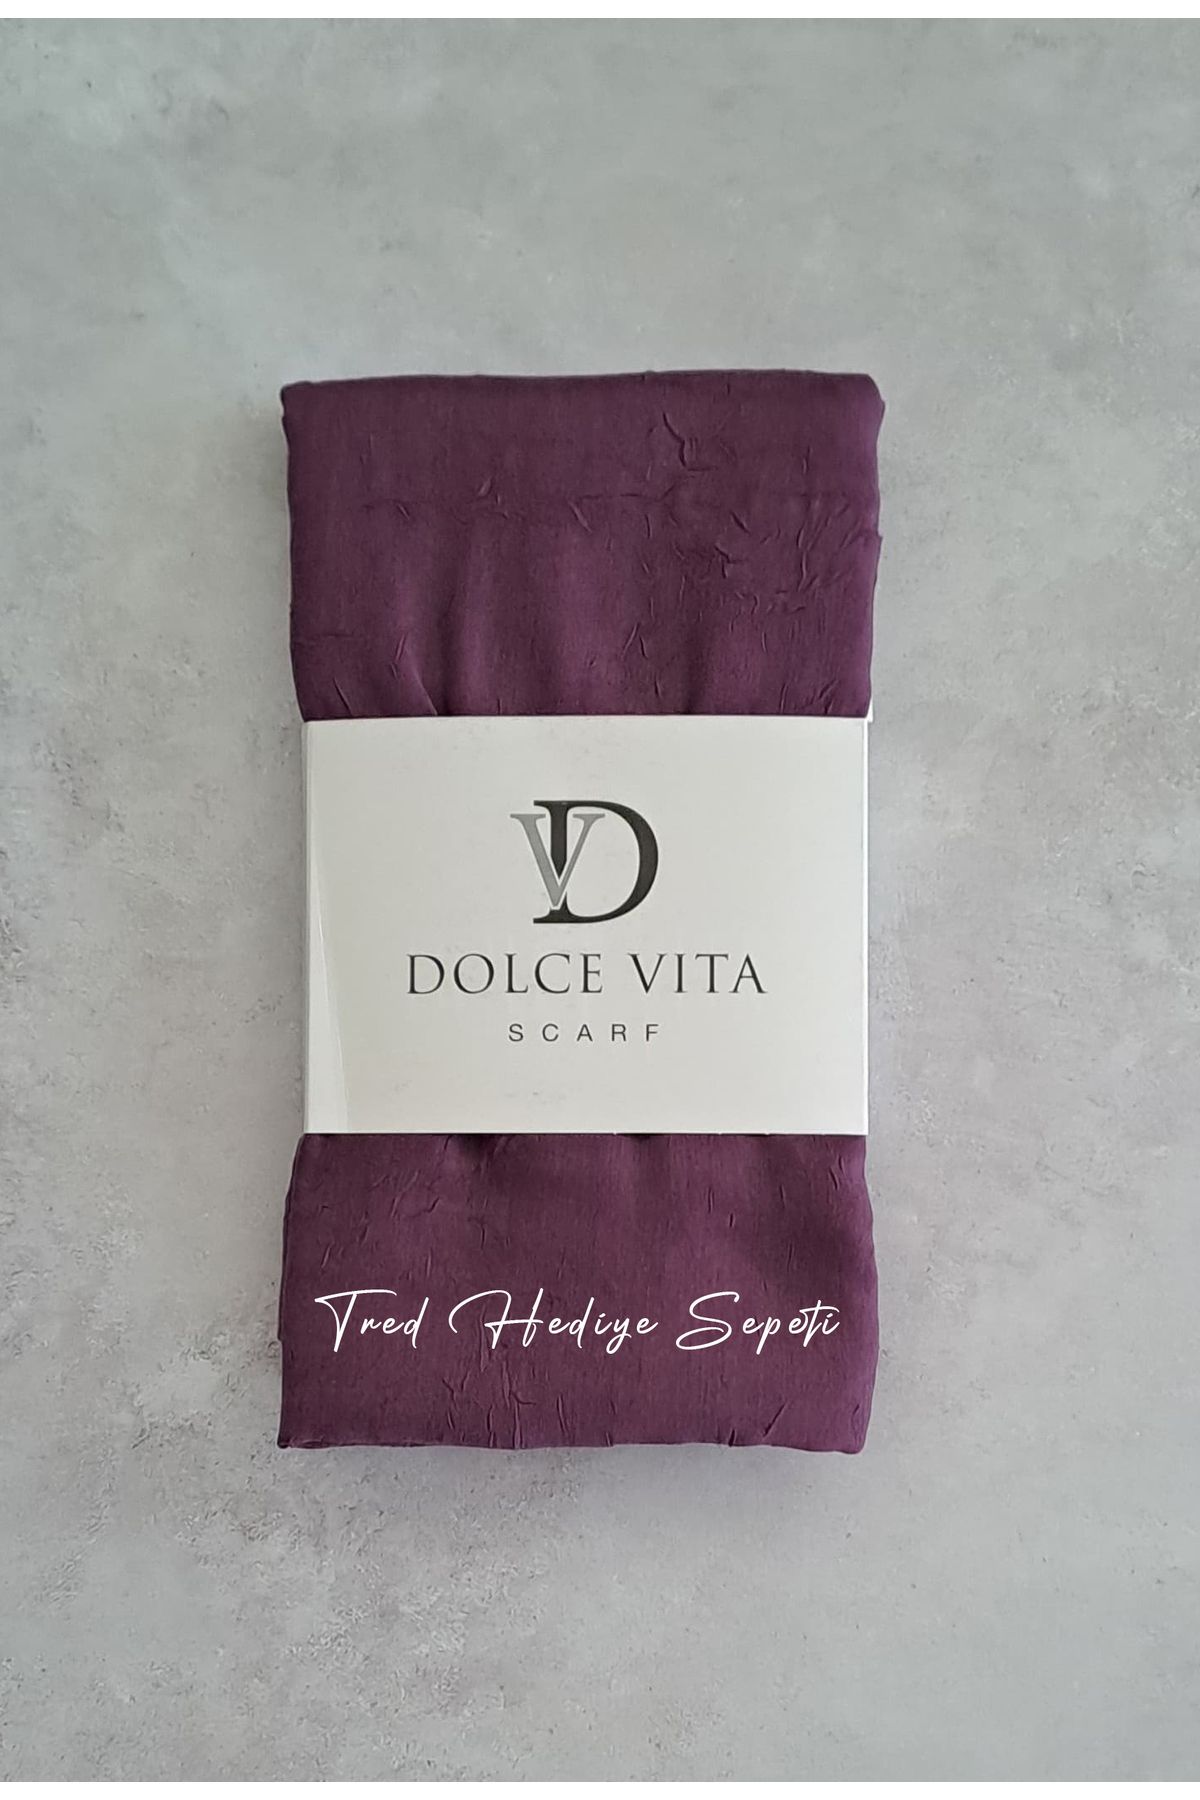 VD
DOLCE VITA
SCARF
Tred Hediye Sepeti